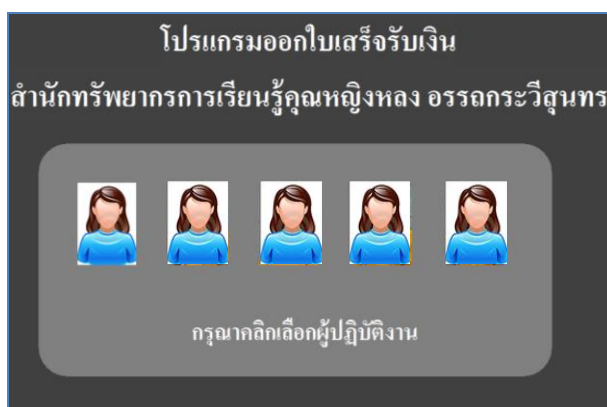 โปรแกรมออกใบเสร็จรับเงิน
สำนักทรัพยากรการเรียนรู้คุณหญิงหลง อรรถกระวีสุนทร
กรุณาคลิกเลือกผู้ปฏิบัติงาน